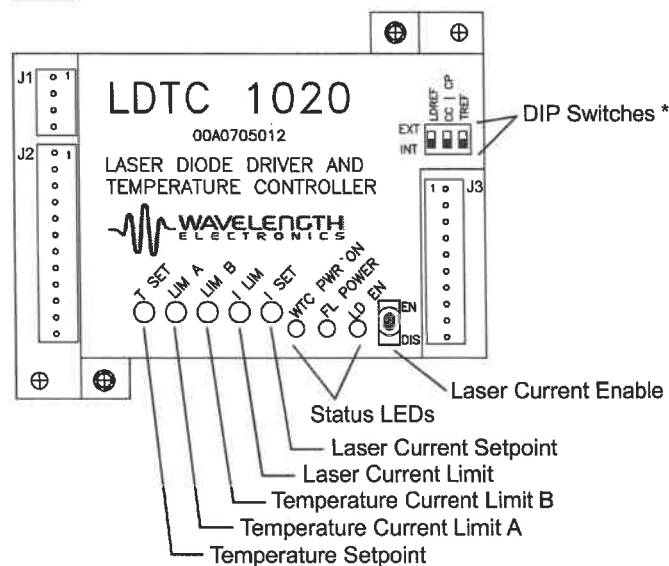 J1
1
LDTC 1020
00A0705012
LDREF
CC | CP
TREF
EXT
INT
DIP Switches *
J2
1
LASER DIODE DRIVER AND
TEMPERATURE CONTROLLER
1
J3
WAVELENGTH
ELECTRONICS
T SET
LIM A
LIM B
I LIM
I SET
WTC PWR ON
FL POWER
LD EN
EN
DIS
Laser Current Enable
Status LEDs
Laser Current Setpoint
Laser Current Limit
Temperature Current Limit B
Temperature Current Limit A
Temperature Setpoint